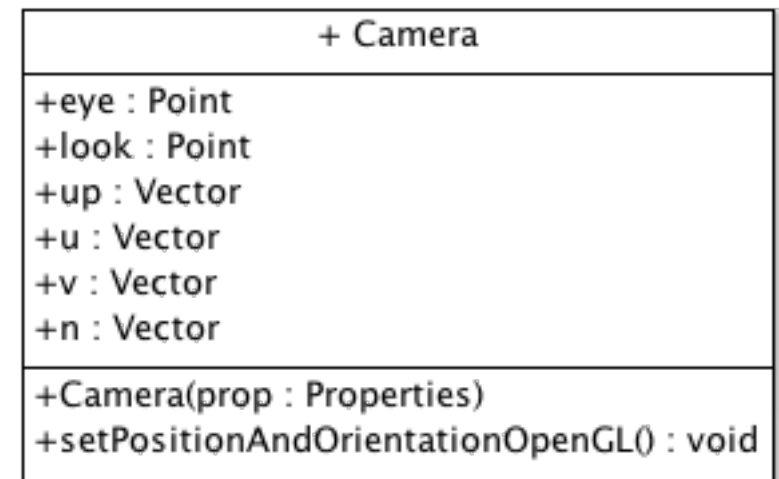 + Camera
+eye : Point
+look : Point
+up : Vector
+u : Vector
+v : Vector
+n : Vector
+Camera(prop : Properties)
+setPositionAndOrientationOpenGL() : void